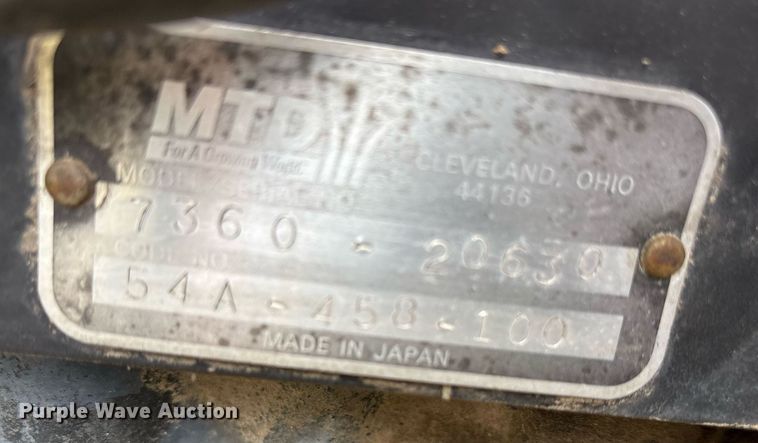 MTD
For A Growing World.
CLEVELAND, OHIO
44136
MODEL
7360 - 20630
CODE NO.
54A - 458 - 100
MADE IN JAPAN
Purple Wave Auction